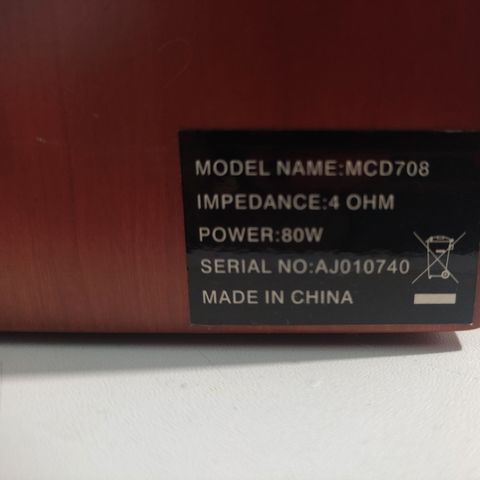 MODEL NAME:MCD708
IMPEDANCE:4 OHM
POWER:80W
SERIAL NO:AJ010740
MADE IN CHINA